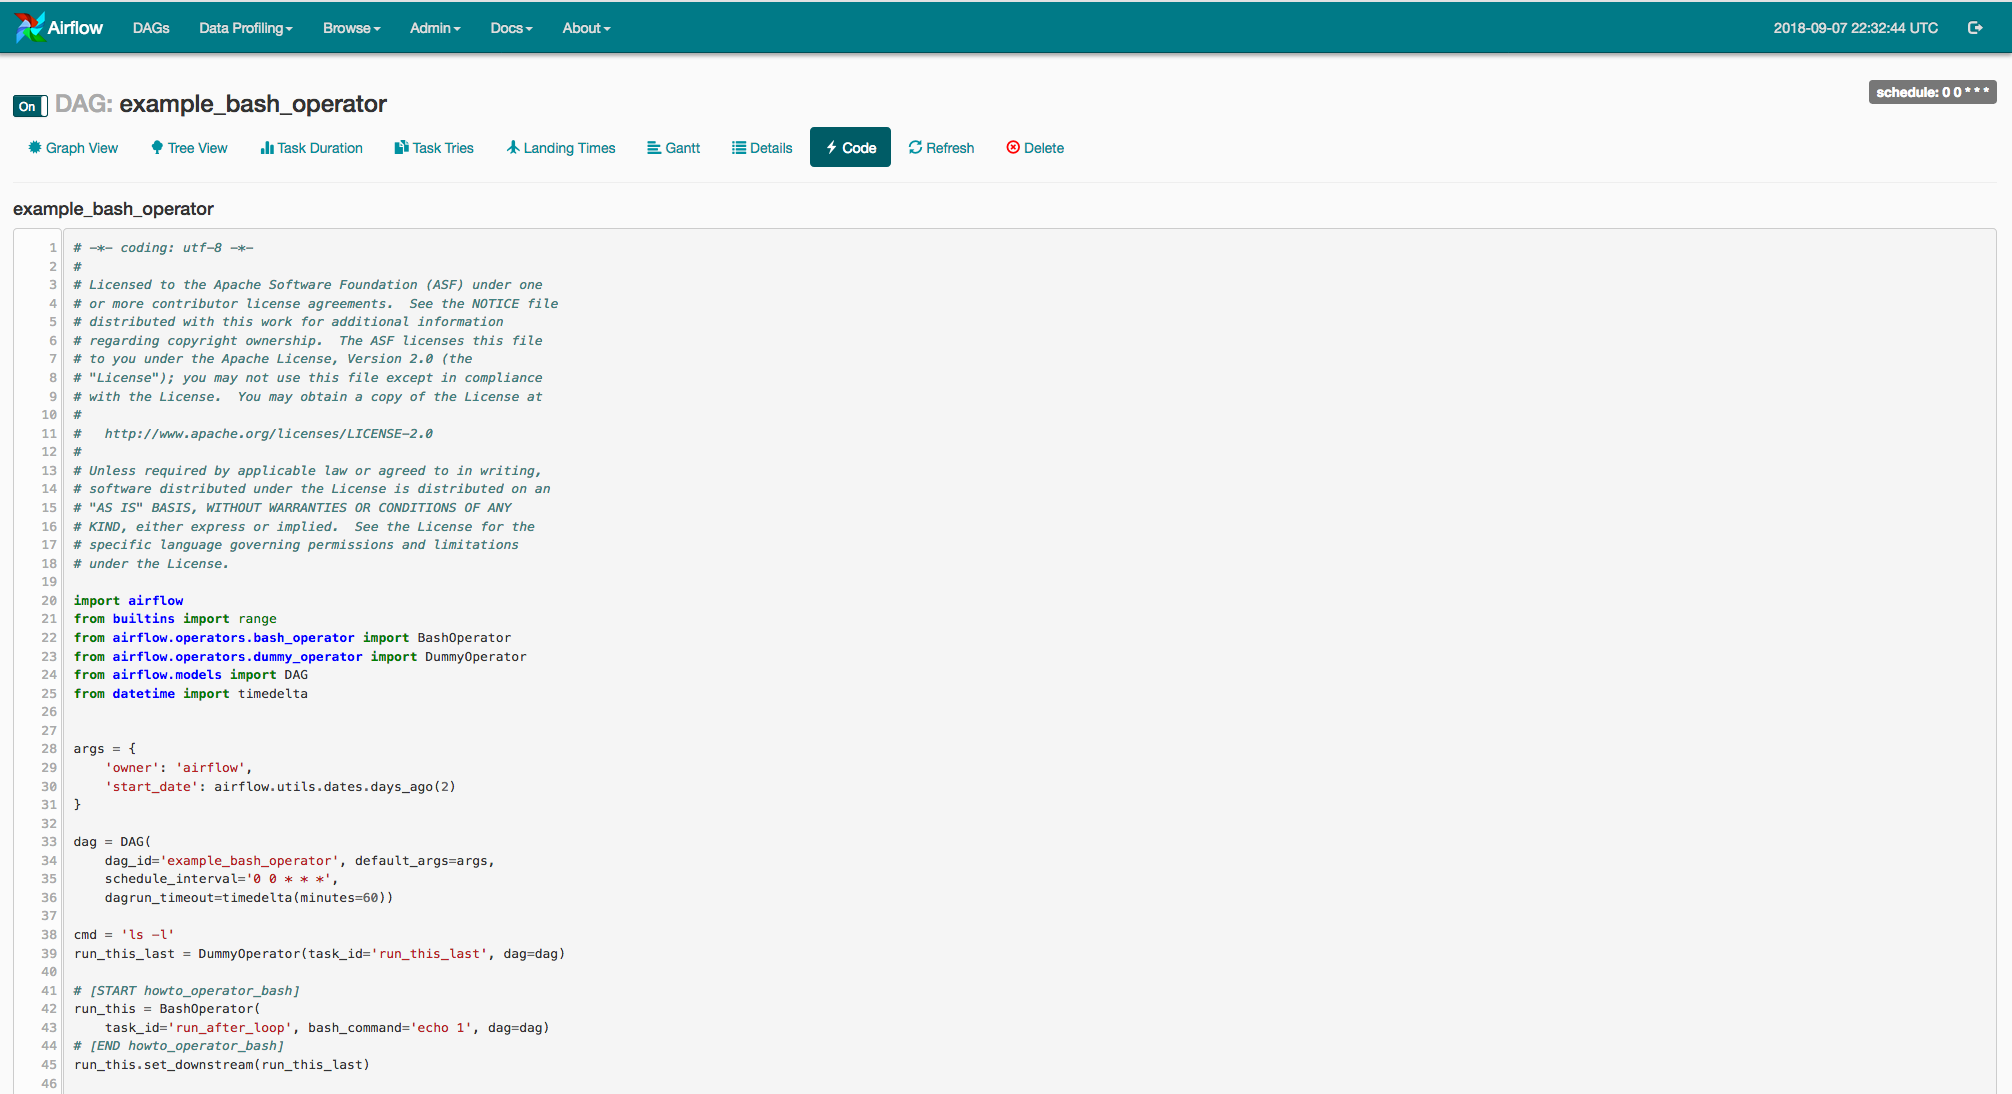 Airflow DAGs Data Profiling Browse Admin Docs About 2018-09-07 22:32:44 UTC
On DAG: example_bash_operator schedule: 0 0 * * *
Graph View Tree View Task Duration Task Tries Landing Times Gantt Details Code Refresh Delete
example_bash_operator
1 # -*- coding: utf-8 -*-
2 #
3 # Licensed to the Apache Software Foundation (ASF) under one
4 # or more contributor license agreements.  See the NOTICE file
5 # distributed with this work for additional information
6 # regarding copyright ownership.  The ASF licenses this file
7 # to you under the Apache License, Version 2.0 (the
8 # "License"); you may not use this file except in compliance
9 # with the License.  You may obtain a copy of the License at
10 #
11 #   http://www.apache.org/licenses/LICENSE-2.0
12 #
13 # Unless required by applicable law or agreed to in writing,
14 # software distributed under the License is distributed on an
15 # "AS IS" BASIS, WITHOUT WARRANTIES OR CONDITIONS OF ANY
16 # KIND, either express or implied.  See the License for the
17 # specific language governing permissions and limitations
18 # under the License.
19
20 import airflow
21 from builtins import range
22 from airflow.operators.bash_operator import BashOperator
23 from airflow.operators.dummy_operator import DummyOperator
24 from airflow.models import DAG
25 from datetime import timedelta
26
27
28 args = {
29     'owner': 'airflow',
30     'start_date': airflow.utils.dates.days_ago(2)
31 }
32
33 dag = DAG(
34     dag_id='example_bash_operator', default_args=args,
35     schedule_interval='0 0 * * *',
36     dagrun_timeout=timedelta(minutes=60))
37
38 cmd = 'ls -l'
39 run_this_last = DummyOperator(task_id='run_this_last', dag=dag)
40
41 # [START howto_operator_bash]
42 run_this = BashOperator(
43     task_id='run_after_loop', bash_command='echo 1', dag=dag)
44 # [END howto_operator_bash]
45 run_this.set_downstream(run_this_last)
46